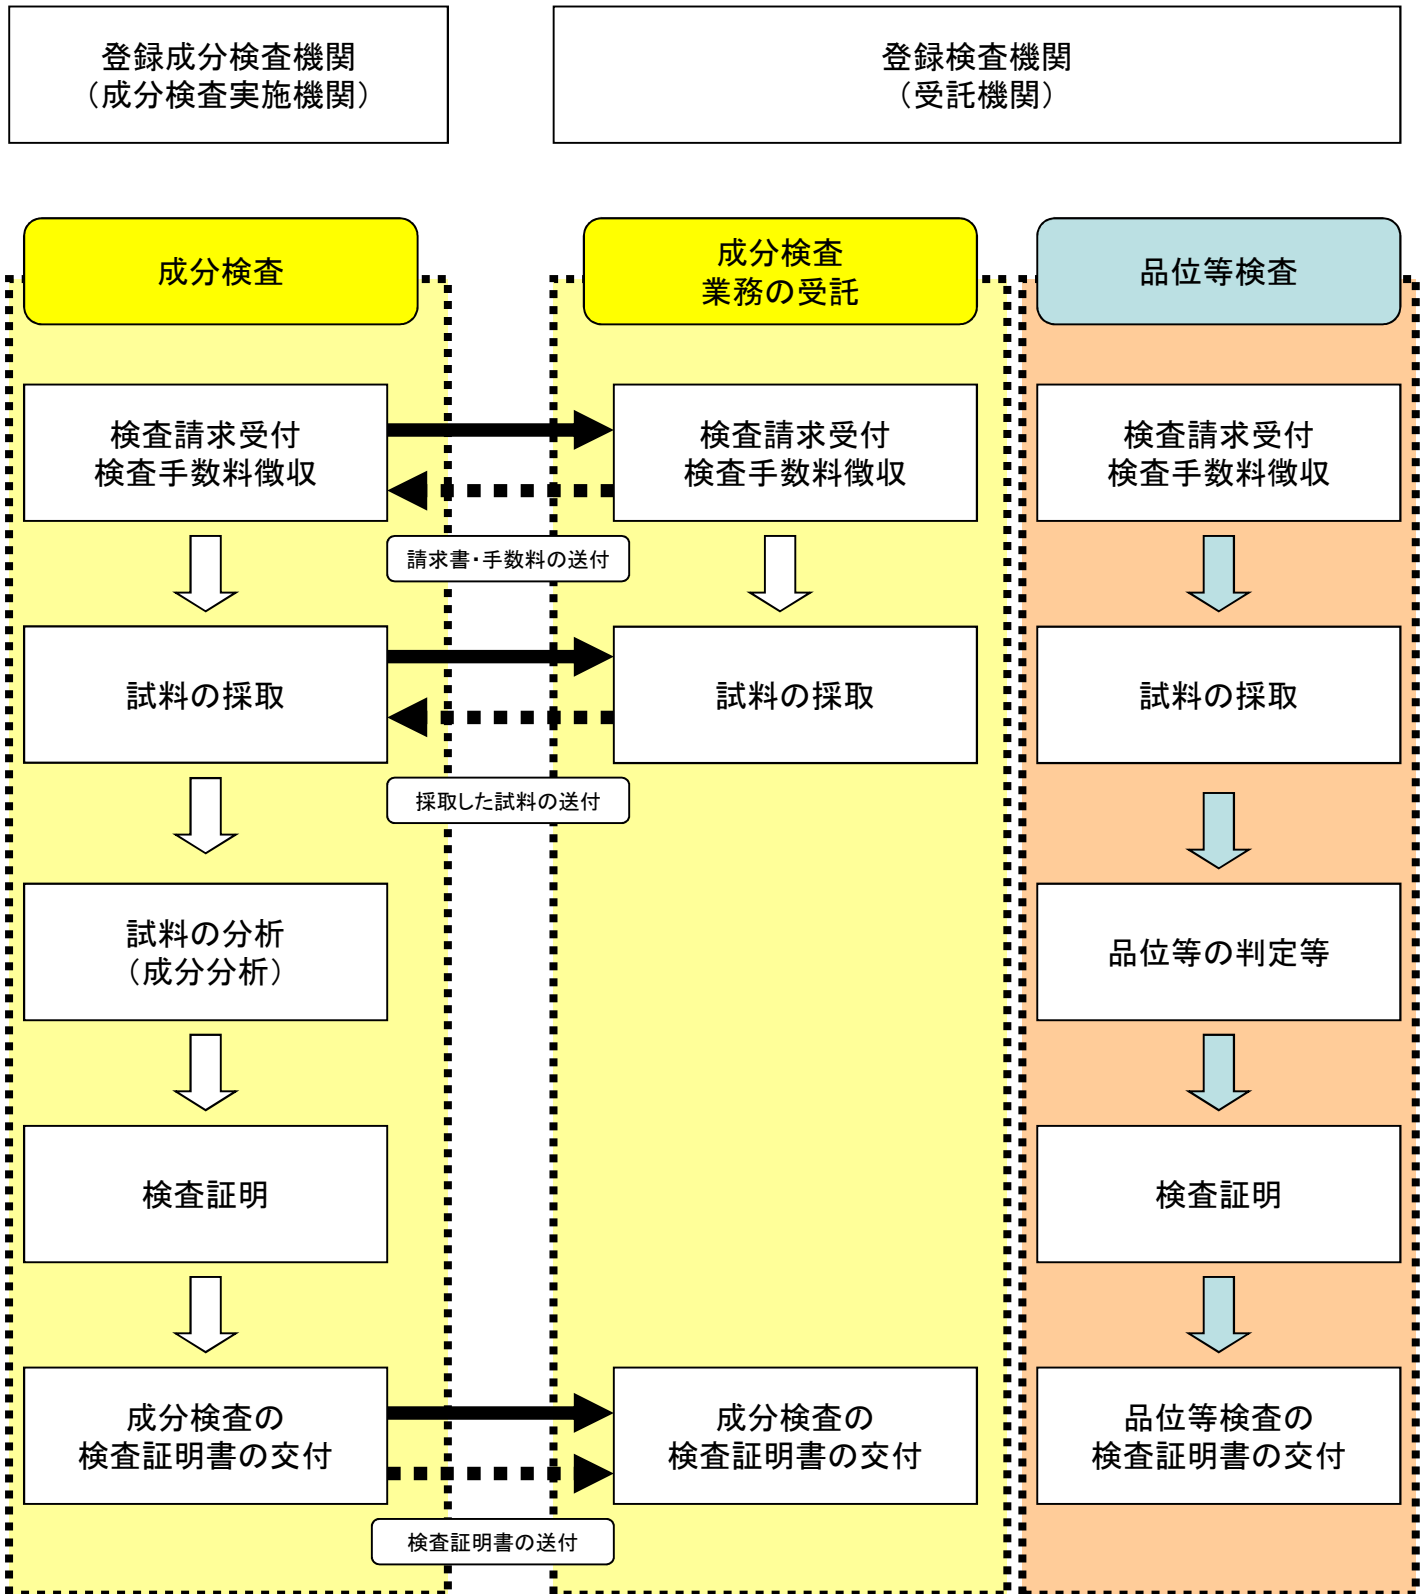 登録成分検査機関
（成分検査実施機関）
登録検査機関
（受託機関）
成分検査
成分検査
業務の受託
品位等検査
検査請求受付
検査手数料徴収
検査請求受付
検査手数料徴収
検査請求受付
検査手数料徴収
請求書・手数料の送付
試料の採取
試料の採取
試料の採取
採取した試料の送付
試料の分析
（成分分析）
品位等の判定等
検査証明
検査証明
成分検査の
検査証明書の交付
成分検査の
検査証明書の交付
品位等検査の
検査証明書の交付
検査証明書の送付